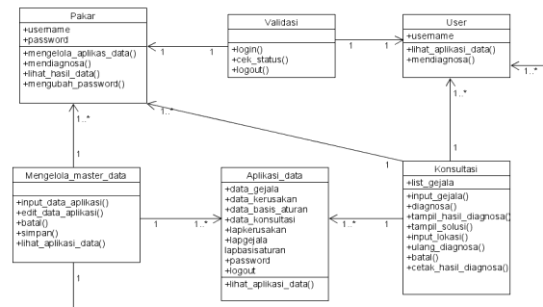 Pakar
+username
+password
+mengelola_aplikas_data()
+mendiagnosa()
+lihat_hasil_data()
+mengubah_password()
Validasi
+login()
+cek_status()
+logout()
User
+username
+lihat_aplikasi_data()
+mendiagnosa()
1
1
1
1
1..*
1..*
1..*
1
1
1
Mengelola_master_data
+input_data_aplikasi()
+edit_data_aplikasi()
+batal()
+simpan()
+lihat_aplikasi_data()
1
1..*
1
Aplikasi_data
+data_gejala
+data_kerusakan
+data_basis_aturan
+data_konsultasi
+lapkerusakan
+lapgejala
lapbasisaturan
+password
+logout
+lihat_aplikasi_data()
1..*
1
Konsultasi
+list_gejala
+input_gejala()
+diagnosa()
+tampil_hasil_diagnosa()
+tampil_solusi()
+input_lokasi()
+ulang_diagnosa()
+batal()
+cetak_hasil_diagnosa()